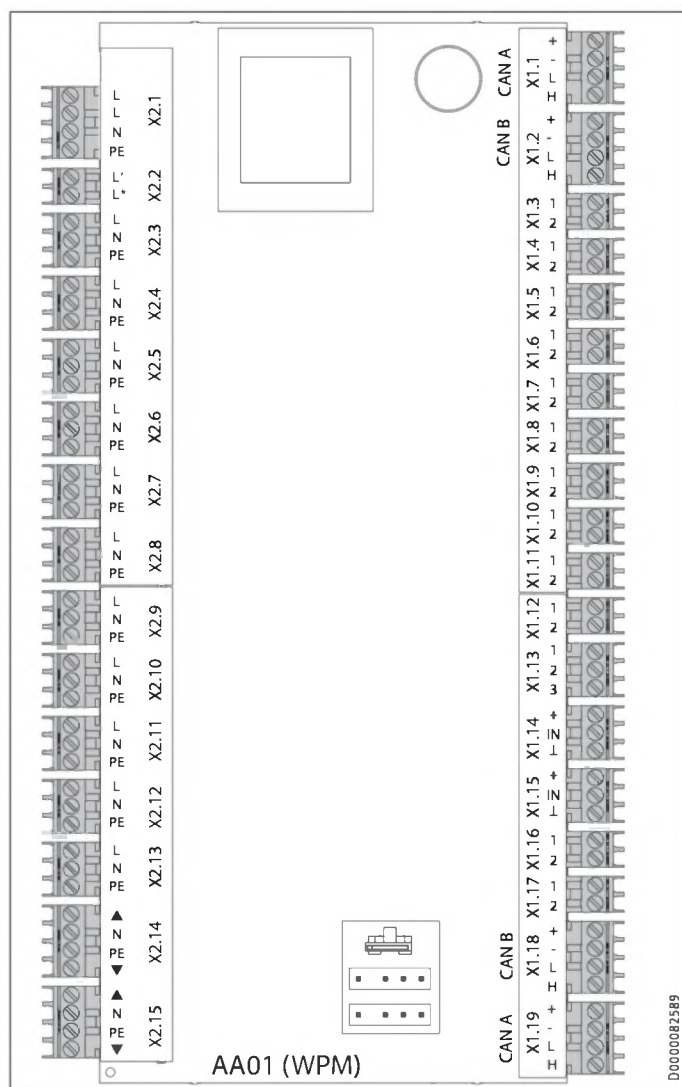 L
L
N
PE
X2.1
L'
L*
X2.2
L
N
PE
X2.3
L
N
PE
X2.4
L
N
PE
X2.5
L
N
PE
X2.6
L
N
PE
X2.7
L
N
PE
X2.8
L
N
PE
X2.9
L
N
PE
X2.10
L
N
PE
X2.11
L
N
PE
X2.12
L
N
PE
X2.13
▲
N
PE
▼
X2.14
▲
N
PE
▼
X2.15
CAN A
X1.1
+
-
L
H
CAN B
X1.2
+
-
L
H
X1.3
1
2
X1.4
1
2
X1.5
1
2
X1.6
1
2
X1.7
1
2
X1.8
1
2
X1.9
1
2
X1.10
1
2
X1.11
1
2
X1.12
1
2
X1.13
1
2
3
X1.14
+
IN
⊥
X1.15
+
IN
⊥
X1.16
1
2
X1.17
1
2
CAN B
X1.18
+
-
L
H
CAN A
X1.19
+
-
L
H
AA01 (WPM)
D0000082589